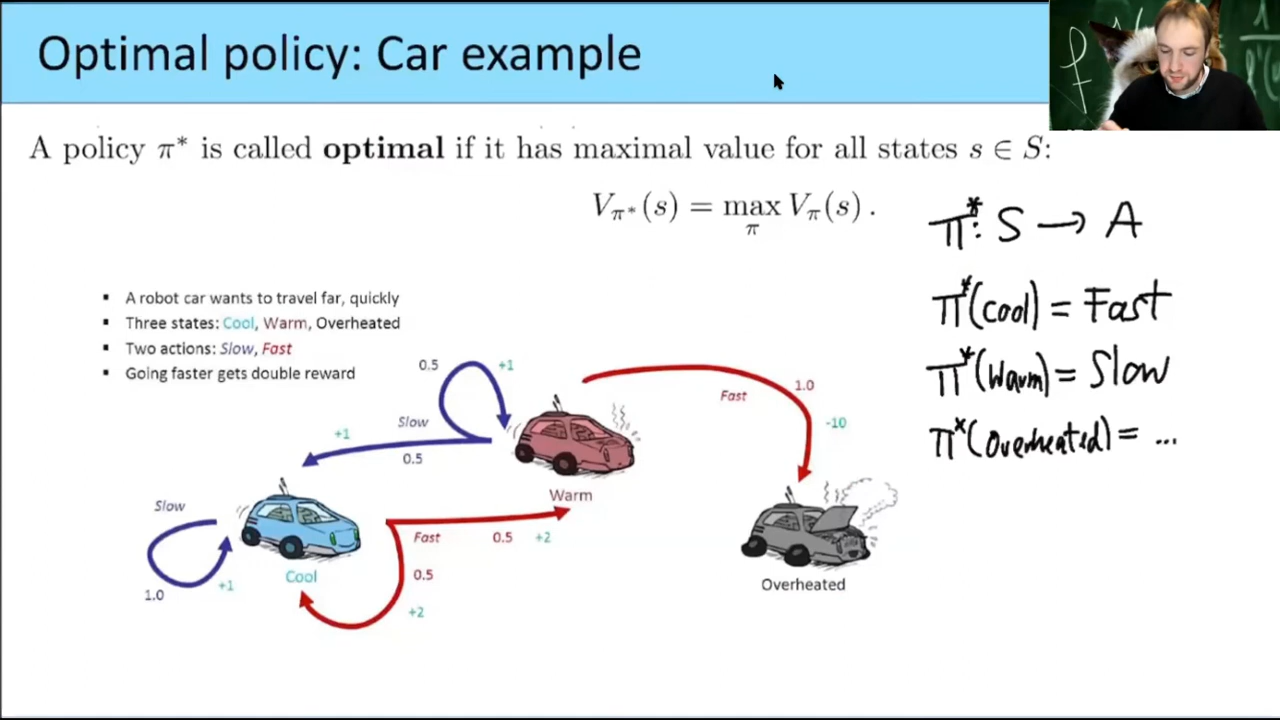 Optimal policy: Car example
A policy π* is called optimal if it has maximal value for all states s ∈ S:
V_π*(s) = max_π V_π(s) .
π*: S → A
π*(cool) = Fast
π*(Warm) = Slow
π*(Overheated) = ...
▪ A robot car wants to travel far, quickly
▪ Three states: Cool, Warm, Overheated
▪ Two actions: Slow, Fast
▪ Going faster gets double reward
0.5
+1
Slow
+1
0.5
Fast
1.0
-10
Warm
Slow
1.0
+1
Cool
Fast
0.5
+2
0.5
+2
Overheated